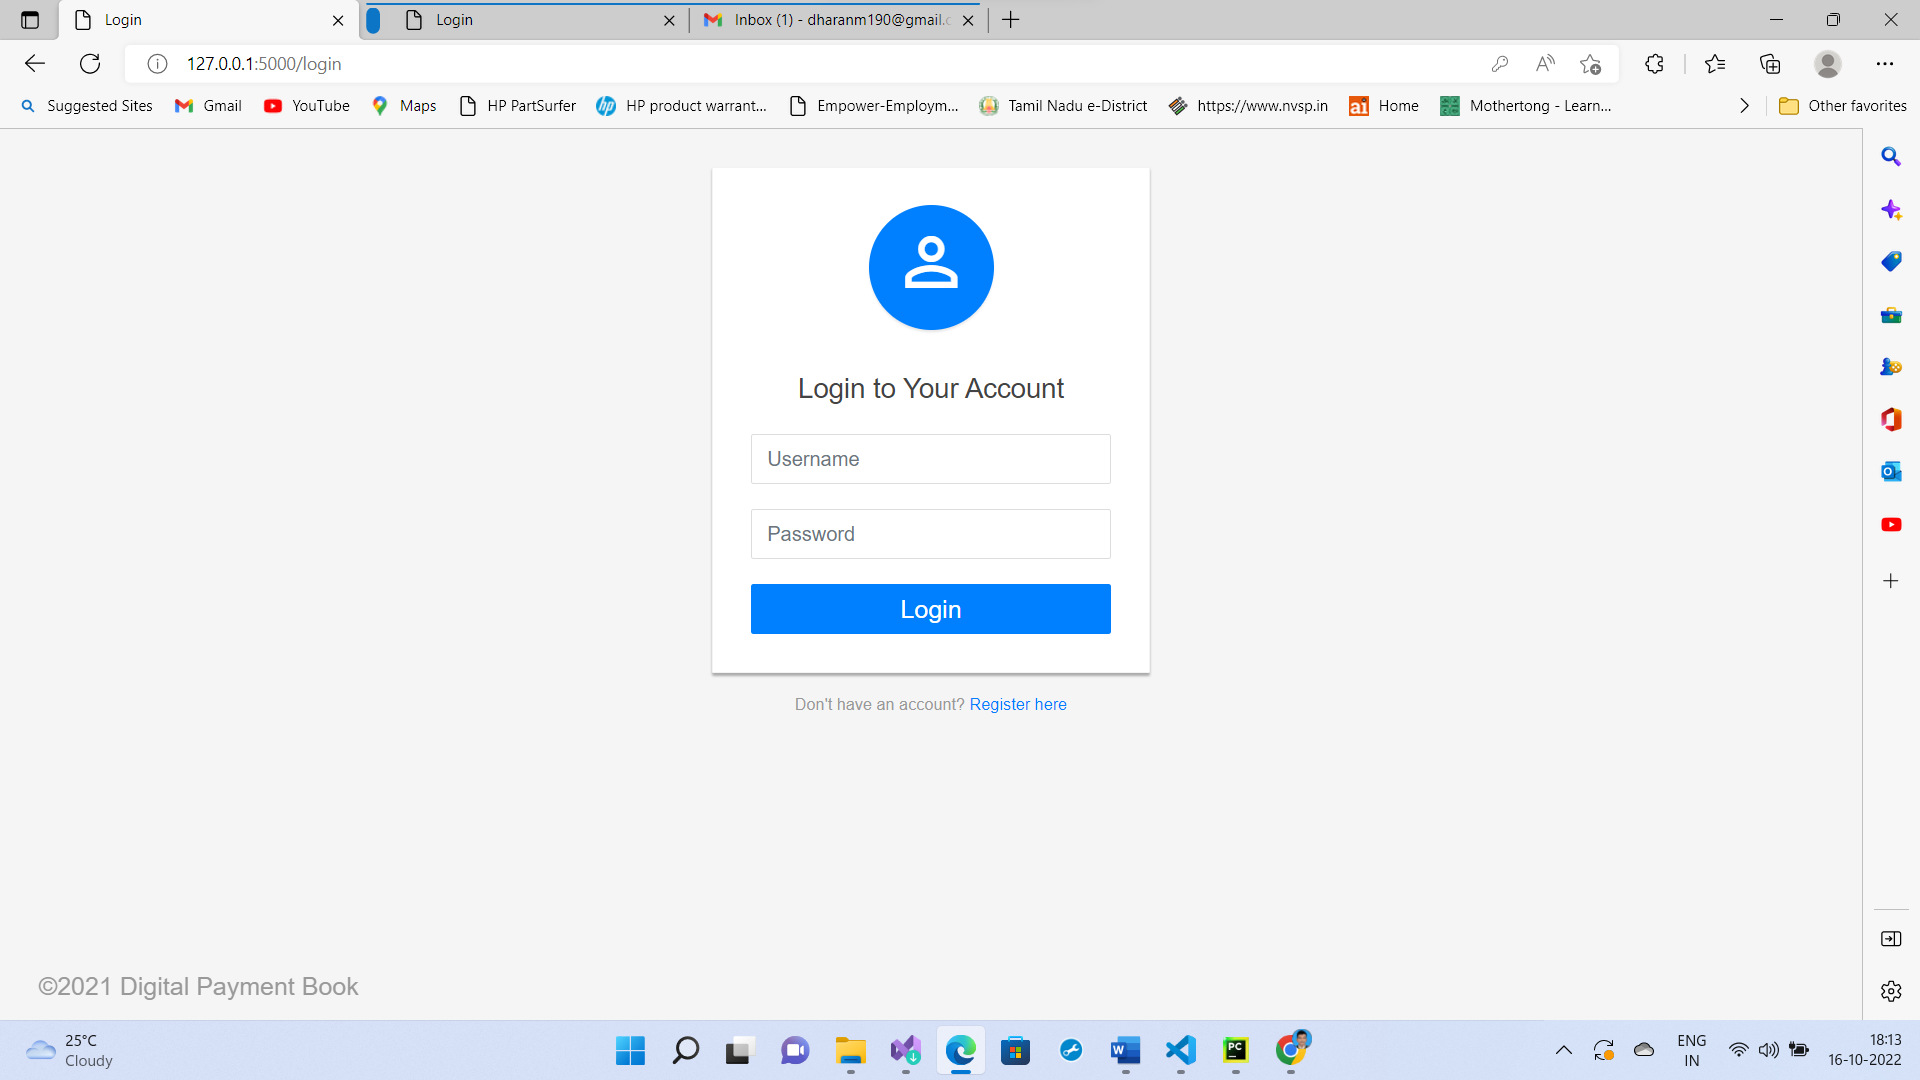 Login
Login
Inbox (1) - dharanm190@gmail.c
127.0.0.1:5000/login
Suggested Sites
Gmail
YouTube
Maps
HP PartSurfer
HP product warrant...
Empower-Employm...
Tamil Nadu e-District
https://www.nvsp.in
Home
Mothertong - Learn...
Other favorites
Login to Your Account
Username
Password
Login
Don't have an account? Register here
©2021 Digital Payment Book
25°C
Cloudy
ENG
IN
18:13
16-10-2022